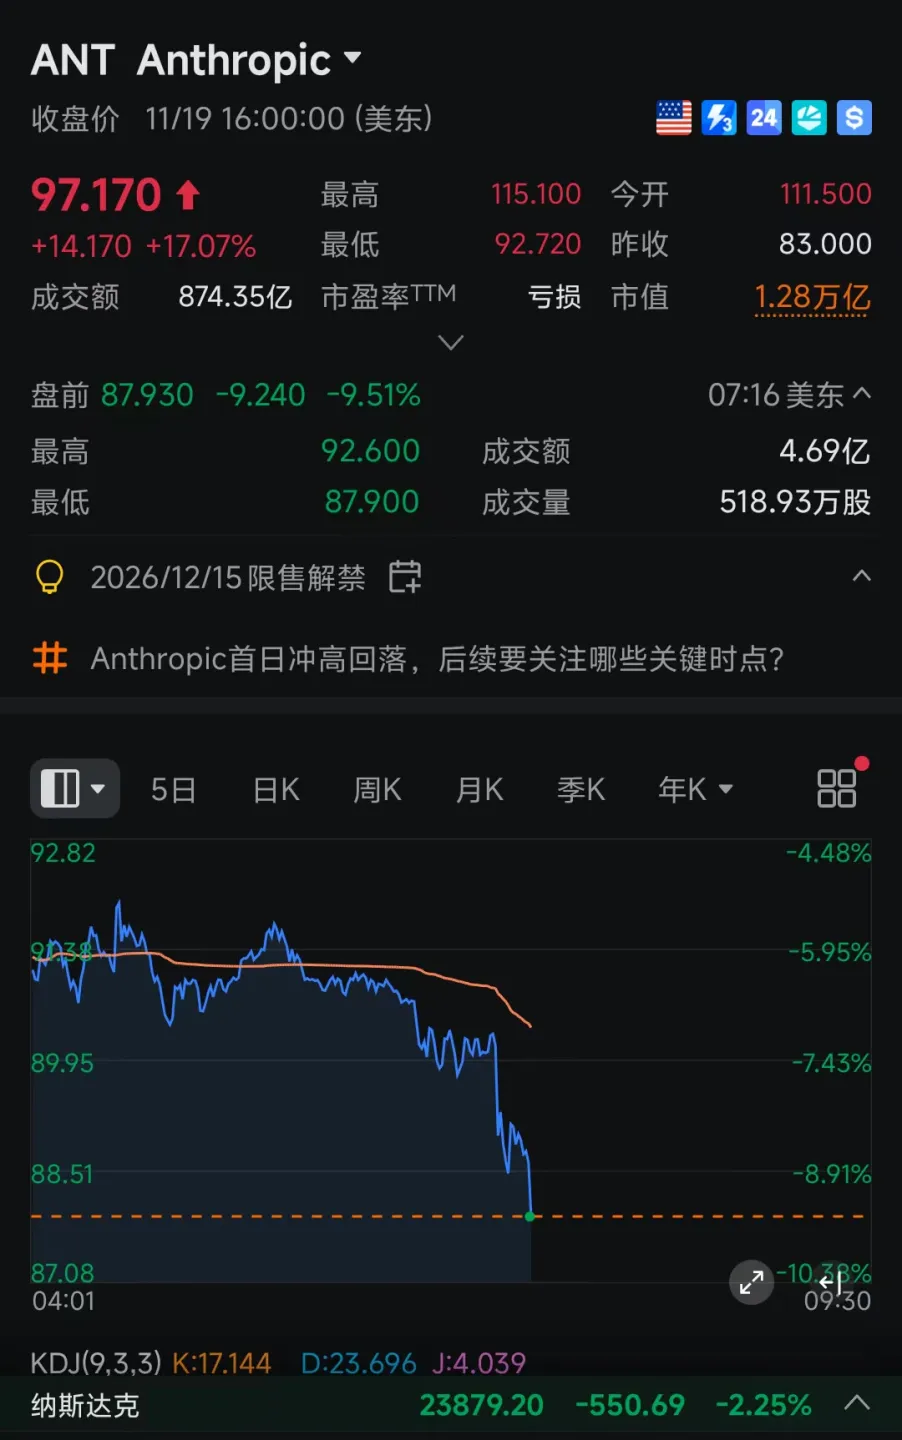 ANT Anthropic
收盘价 11/19 16:00:00 (美东)
3 24 $
97.170 最高 115.100 今开 111.500
+14.170 +17.07% 最低 92.720 昨收 83.000
成交额 874.35亿 市盈率TTM 亏损 市值 1.28万亿
盘前 87.930 -9.240 -9.51% 07:16 美东
最高 92.600 成交额 4.69亿
最低 87.900 成交量 518.93万股
2026/12/15 限售解禁
Anthropic首日冲高回落，后续要关注哪些关键时点?
5日 日K 周K 月K 季K 年K
92.82 -4.48%
91.38 -5.95%
89.95 -7.43%
88.51 -8.91%
87.08 -10.38%
04:01 09:30
KDJ(9,3,3) K:17.144 D:23.696 J:4.039
纳斯达克 23879.20 -550.69 -2.25%